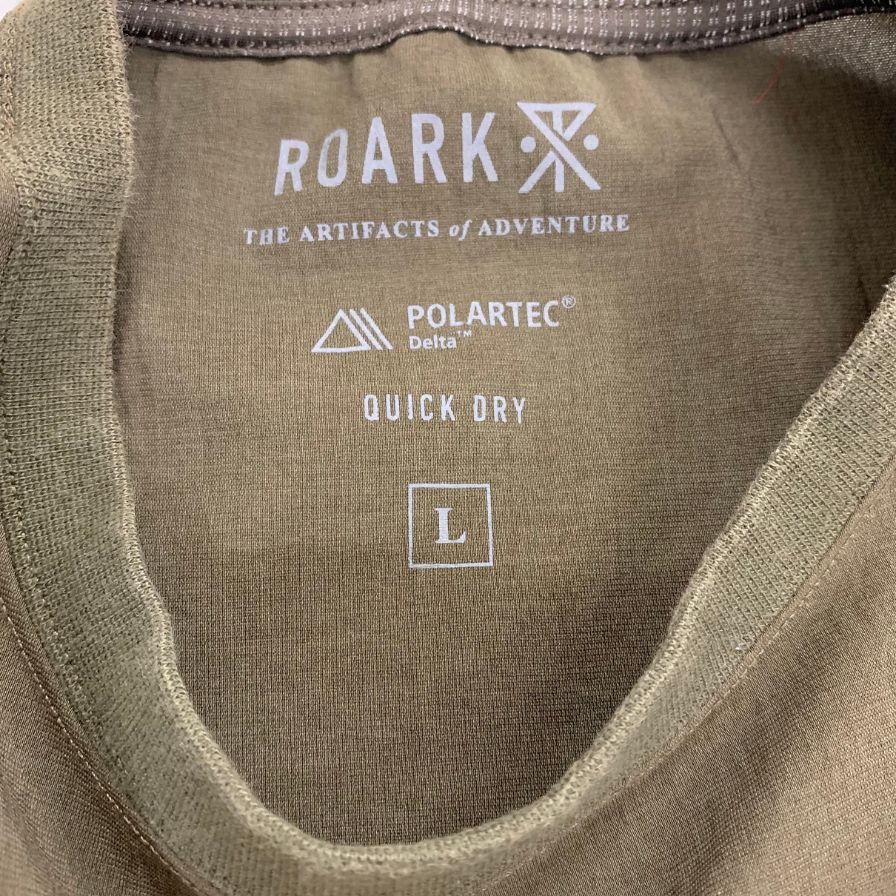 ROARK
THE ARTIFACTS of ADVENTURE
POLARTEC®
Delta™
QUICK DRY
L